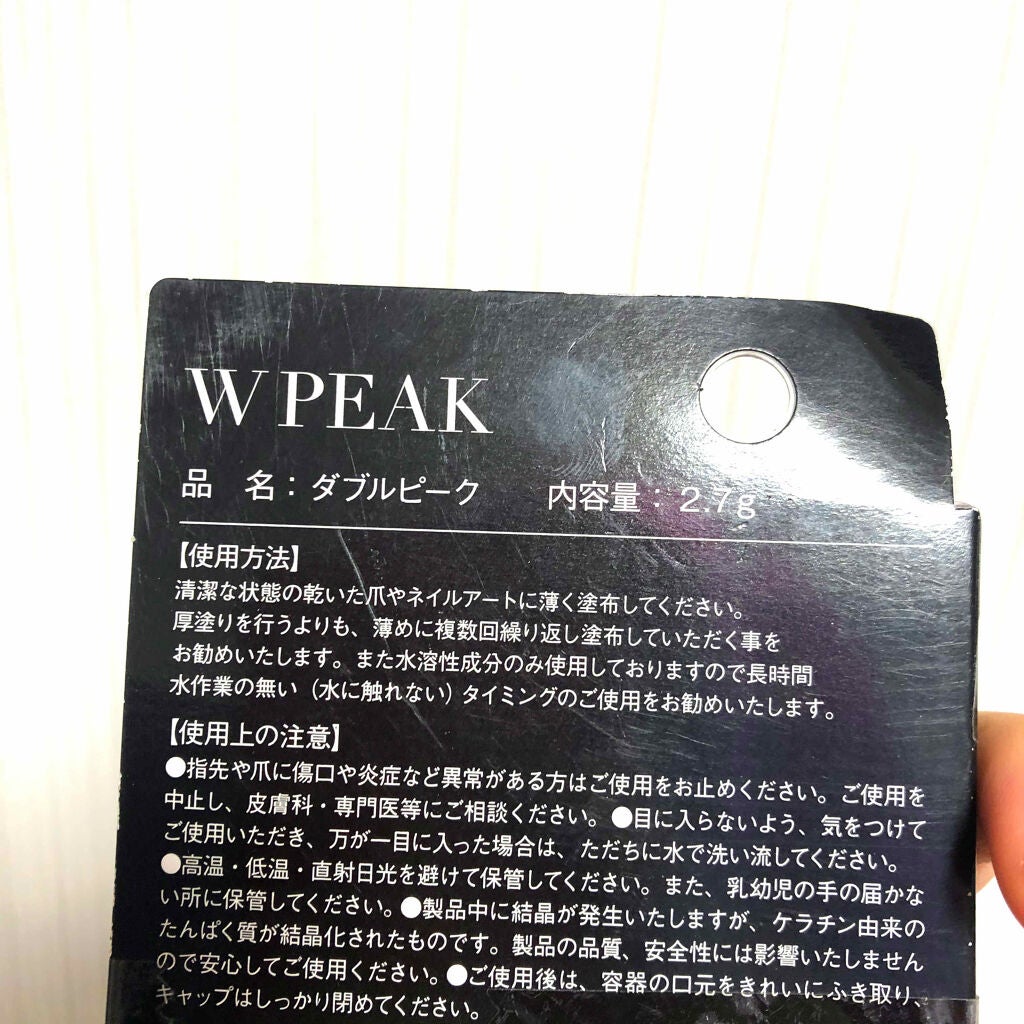 W PEAK
品　名：ダブルピーク　　内容量：2.7g
【使用方法】
清潔な状態の乾いた爪やネイルアートに薄く塗布してください。
厚塗りを行うよりも、薄めに複数回繰り返し塗布していただく事を
お勧めいたします。また水溶性成分のみ使用しておりますので長時間
水作業の無い（水に触れない）タイミングのご使用をお勧めいたします。
【使用上の注意】
●指先や爪に傷口や炎症など異常がある方はご使用をお止めください。ご使用を
中止し、皮膚科・専門医等にご相談ください。●目に入らないよう、気をつけて
ご使用いただき、万が一目に入った場合は、ただちに水で洗い流してください。
●高温・低温・直射日光を避けて保管してください。また、乳幼児の手の届かな
い所に保管してください。●製品中に結晶が発生いたしますが、ケラチン由来の
たんぱく質が結晶化されたものです。製品の品質、安全性には影響いたしません
ので安心してご使用ください。●ご使用後は、容器の口元をきれいにふき取り、
キャップはしっかり閉めてください。